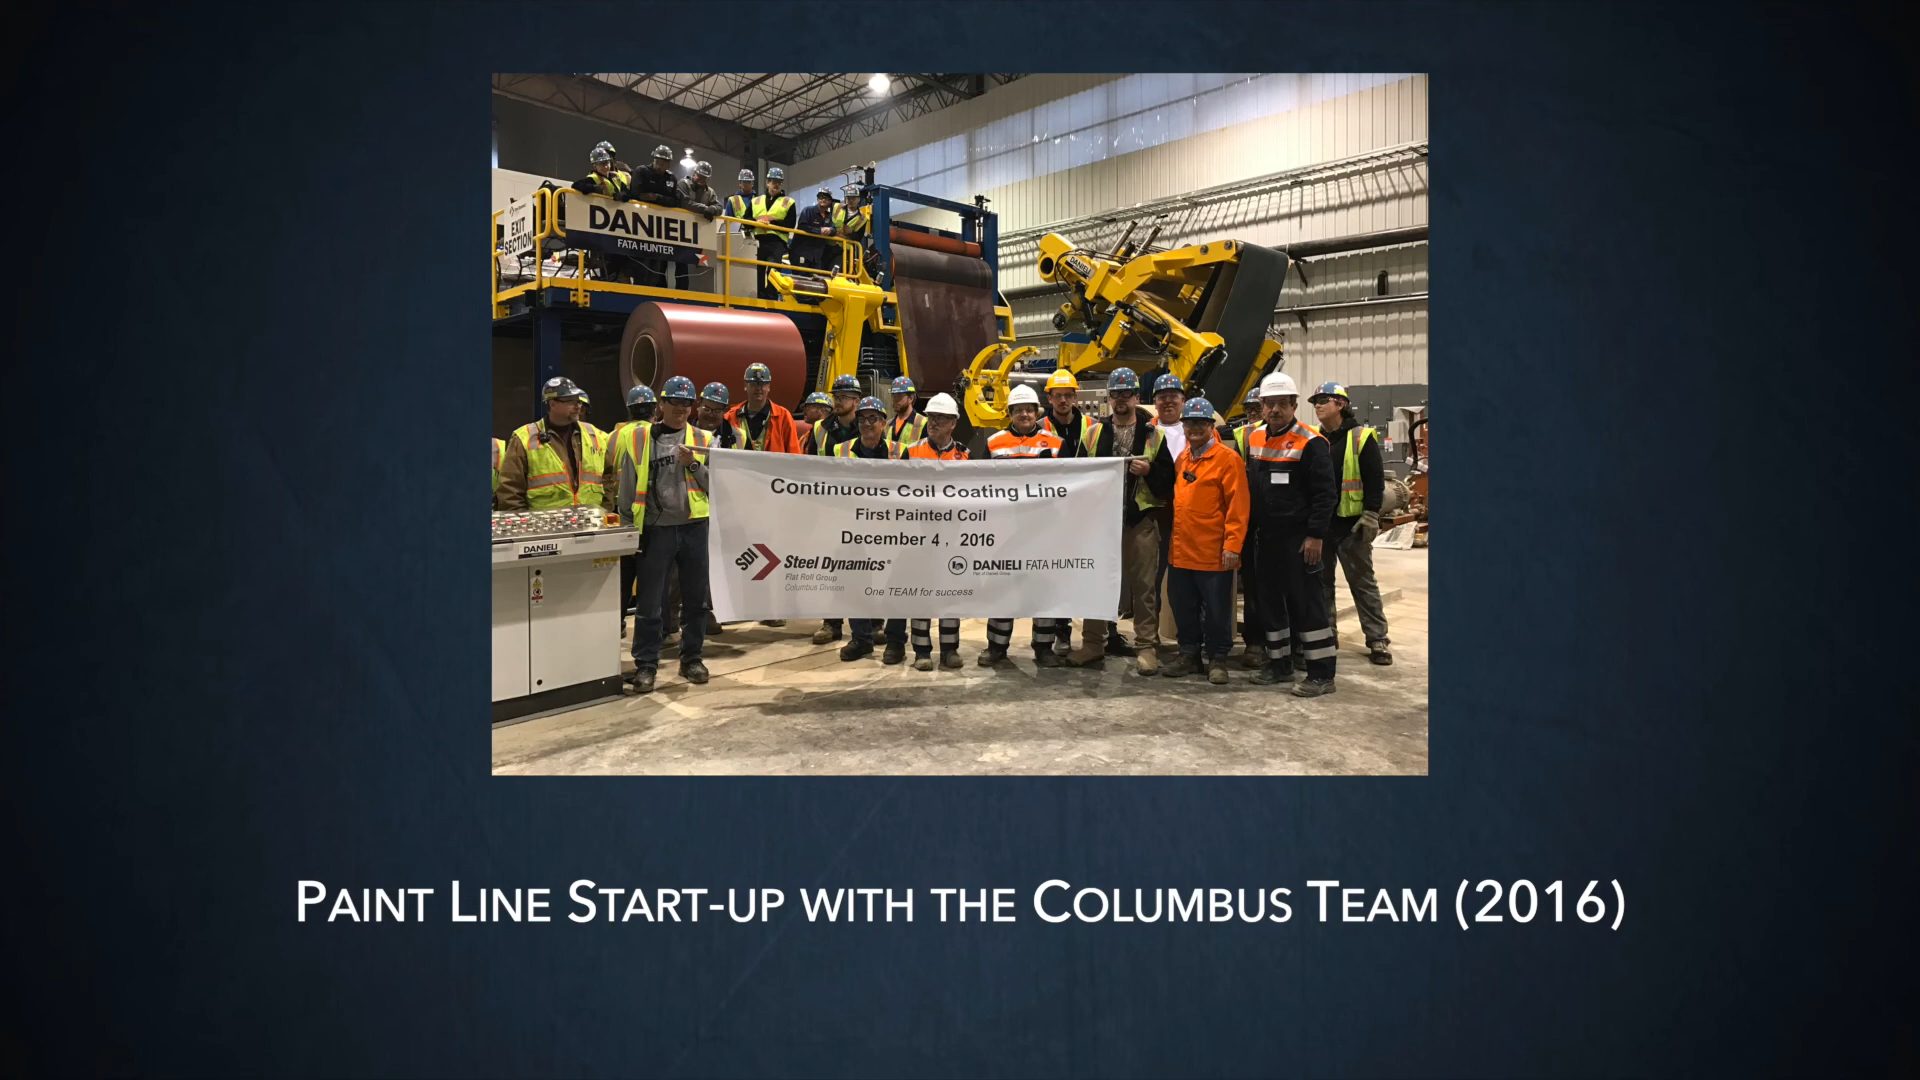 DANIELI
FATA HUNTER
EXIT
SECTION
DANIELI
Continuous Coil Coating Line
First Painted Coil
December 4 , 2016
SDI Steel Dynamics®
Flat Roll Group
Columbus Division
DANIELI FATA HUNTER
One TEAM for success
DANIELI
PAINT LINE START-UP WITH THE COLUMBUS TEAM (2016)